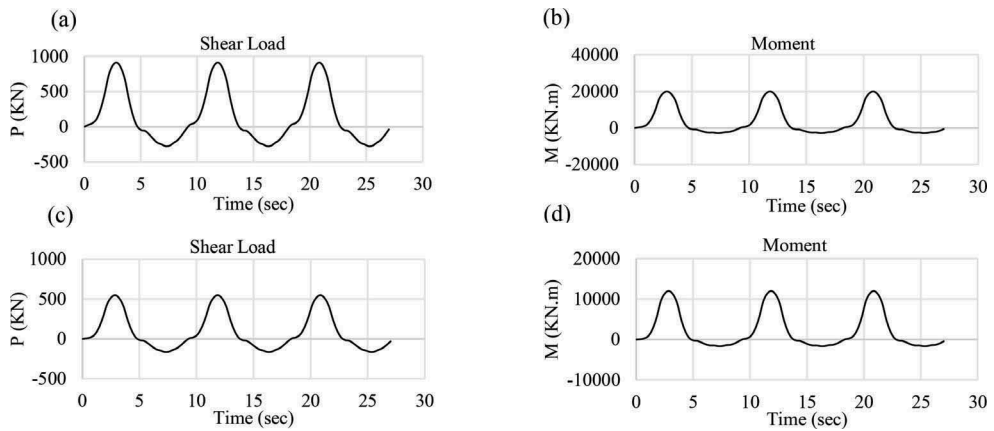 (a)
Shear Load
1000
500
0
-500
P (KN)
0 5 10 15 20 25 30
Time (sec)
(b)
Moment
40000
20000
0
-20000
M (KN.m)
0 5 10 15 20 25 30
Time (sec)
(c)
Shear Load
1000
500
0
-500
P (KN)
0 5 10 15 20 25 30
Time (sec)
(d)
Moment
20000
10000
0
-10000
M (KN.m)
0 5 10 15 20 25 30
Time (sec)